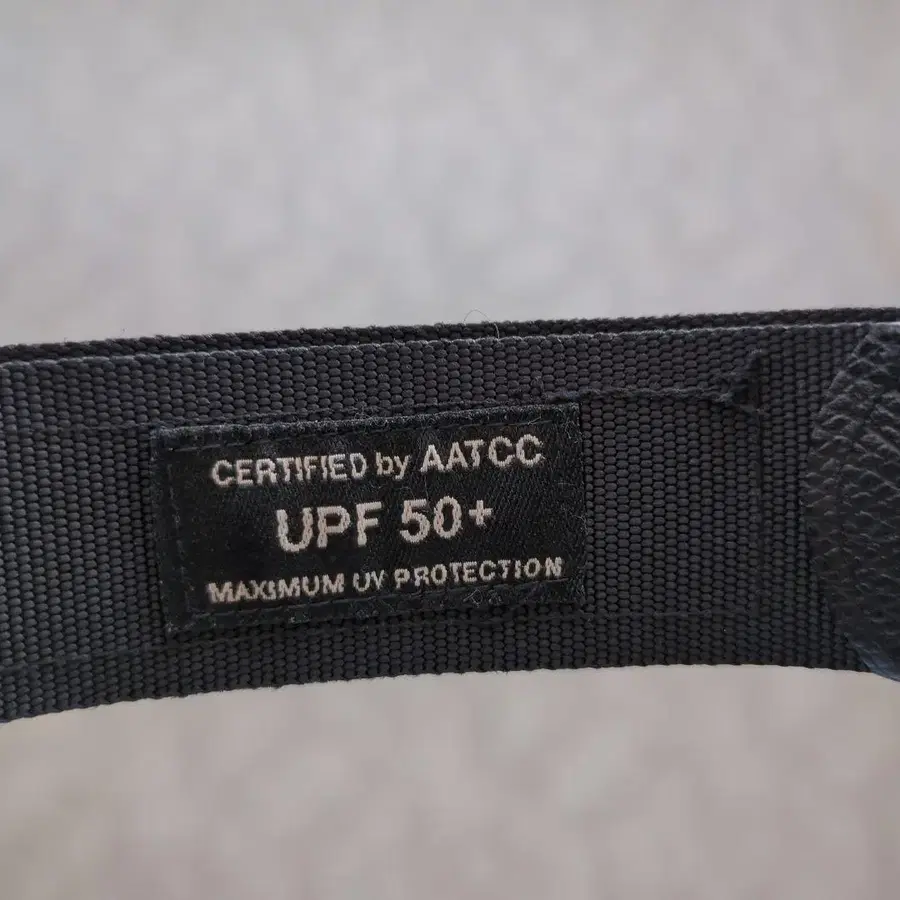 CERTIFIED by AATCC
UPF 50+
MAXIMUM UV PROTECTION